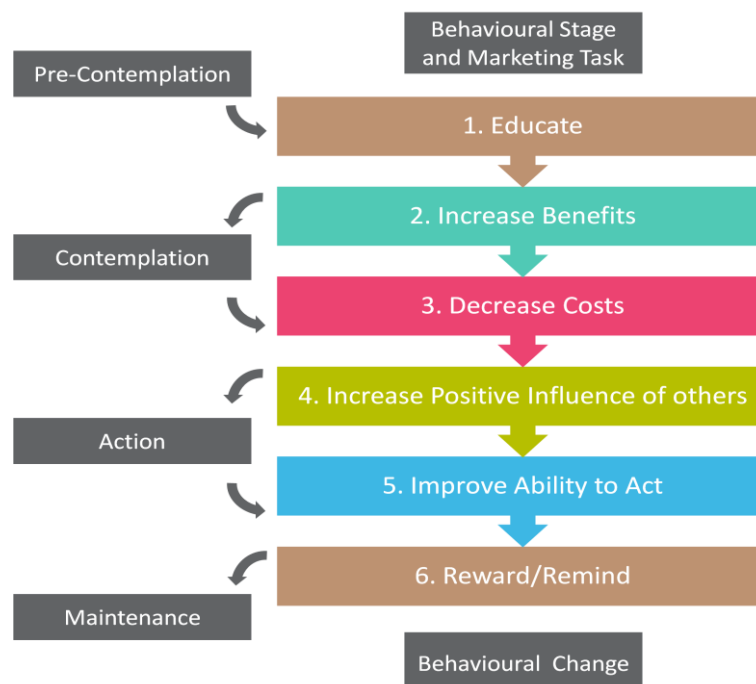 Behavioural Stage
and Marketing Task
Pre-Contemplation
1. Educate
2. Increase Benefits
Contemplation
3. Decrease Costs
4. Increase Positive Influence of others
Action
5. Improve Ability to Act
6. Reward/Remind
Maintenance
Behavioural Change